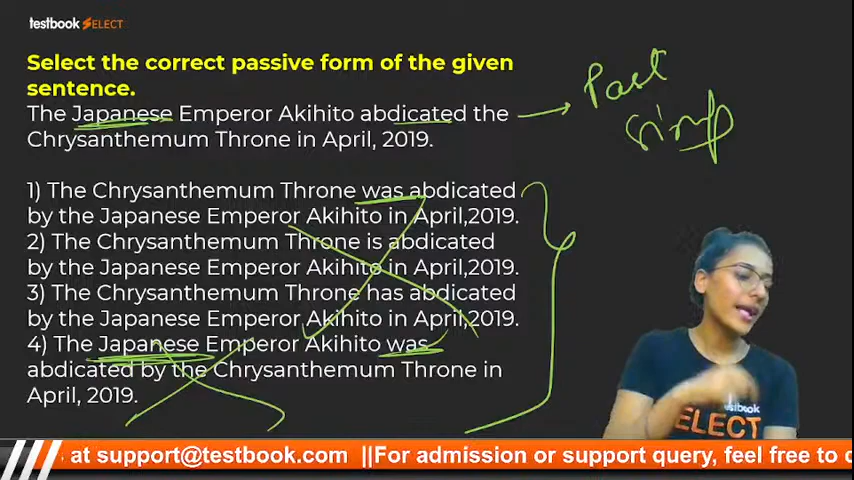 testbook SELECT
Select the correct passive form of the given
sentence.
The Japanese Emperor Akihito abdicated the
Chrysanthemum Throne in April, 2019.
Past
Simp
1) The Chrysanthemum Throne was abdicated
by the Japanese Emperor Akihito in April,2019.
2) The Chrysanthemum Throne is abdicated
by the Japanese Emperor Akihito in April,2019.
3) The Chrysanthemum Throne has abdicated
by the Japanese Emperor Akihito in April,2019.
4) The Japanese Emperor Akihito was
abdicated by the Chrysanthemum Throne in
April, 2019.
testbook
SELECT
at support@testbook.com ||For admission or support query, feel free to